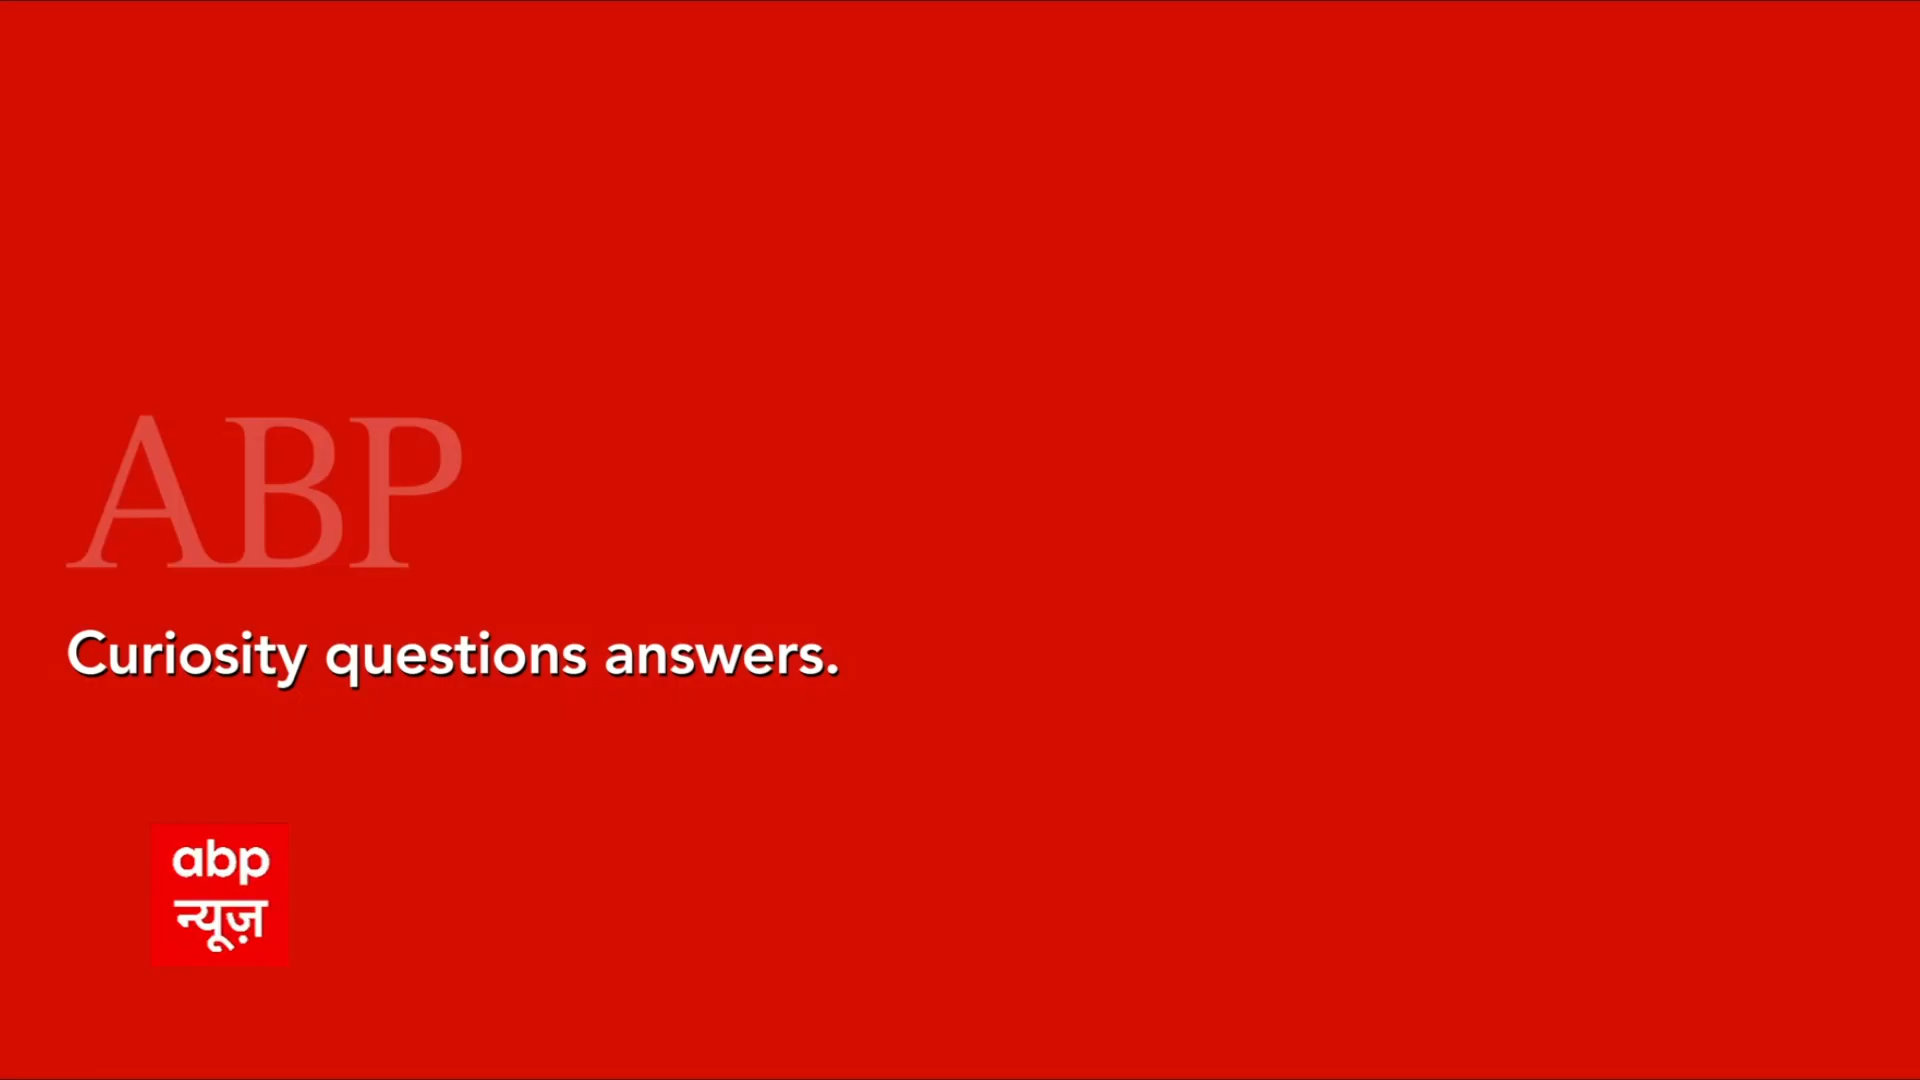 ABP
Curiosity questions answers.
abp
न्यूज़